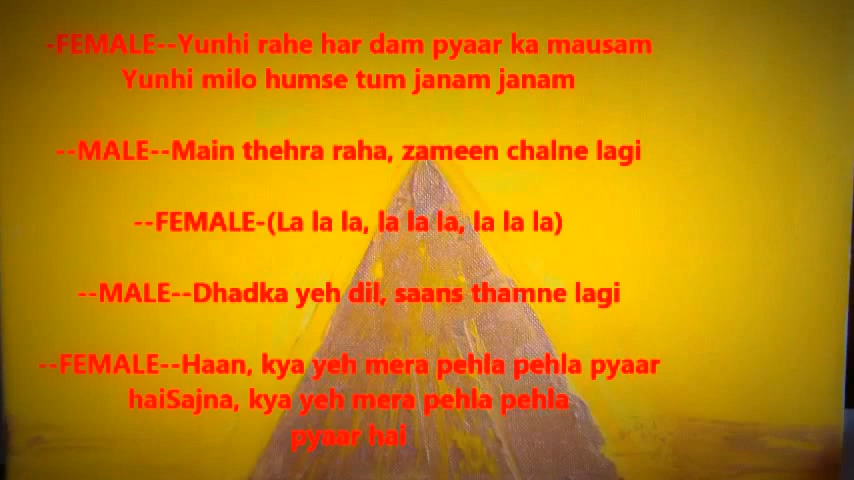 -FEMALE--Yunhi rahe har dam pyaar ka mausam
Yunhi milo humse tum janam janam
--MALE--Main thehra raha, zameen chalne lagi
--FEMALE-(La la la, la la la, la la la)
--MALE--Dhadka yeh dil, saans thamne lagi
--FEMALE--Haan, kya yeh mera pehla pehla pyaar
haiSajna, kya yeh mera pehla pehla
pyaar hai